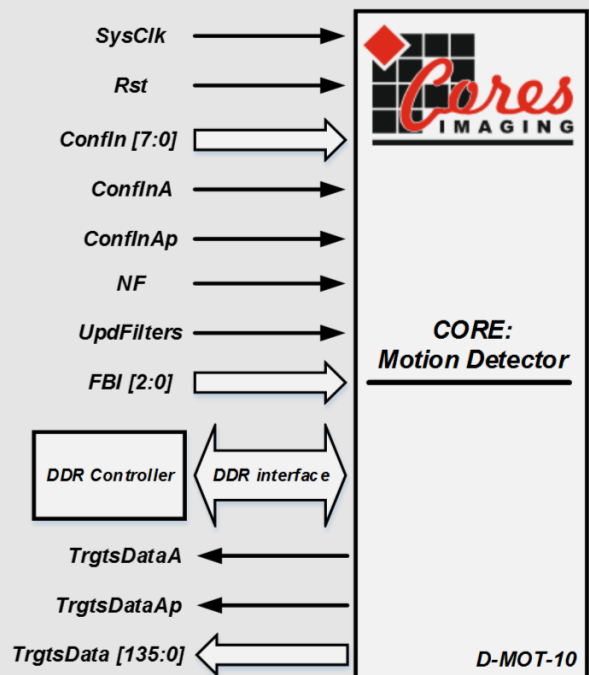 SysClk
Rst
ConfIn [7:0]
ConfInA
ConfInAp
NF
UpdFilters
FBI [2:0]
DDR Controller
DDR interface
TrgtsDataA
TrgtsDataAp
TrgtsData [135:0]
Cores
IMAGING
CORE:
Motion Detector
D-MOT-10